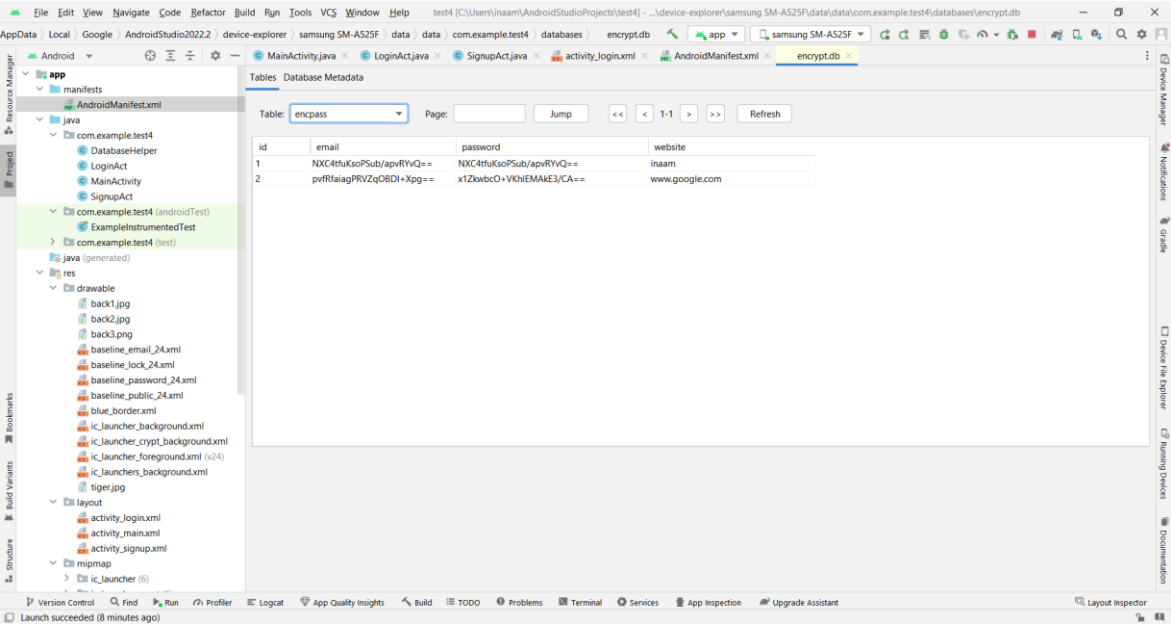 File Edit View Navigate Code Refactor Build Run Tools VCS Window Help test4 [C:\Users\inaam\AndroidStudioProjects\test4] - ...\device-explorer\samsung SM-A525F\data\data\com.example.test4\databases\encrypt.db
AppData Local Google AndroidStudio2022.2 device-explorer samsung SM-A525F data data com.example.test4 databases encrypt.db app samsung SM-A525F
Android MainActivity.java LoginAct.java SignupAct.java activity_login.xml AndroidManifest.xml encrypt.db
Resource Manager
Project
Bookmarks
Build Variants
Structure
app
manifests
AndroidManifest.xml
java
com.example.test4
DatabaseHelper
LoginAct
MainActivity
SignupAct
com.example.test4 (androidTest)
ExampleInstrumentedTest
com.example.test4 (test)
java (generated)
res
drawable
back1.jpg
back2.jpg
back3.png
baseline_email_24.xml
baseline_lock_24.xml
baseline_password_24.xml
baseline_public_24.xml
blue_border.xml
ic_launcher_background.xml
ic_launcher_crypt_background.xml
ic_launcher_foreground.xml (v24)
ic_launchers_background.xml
tiger.jpg
layout
activity_login.xml
activity_main.xml
activity_signup.xml
mipmap
ic_launcher (6)
Tables Database Metadata
Table: encpass Page: Jump << < 1-1 > >> Refresh
id email password website
1 NXC4tfuKsoPSub/apvRYvQ== NXC4tfuKsoPSub/apvRYvQ== inaam
2 pvfRfaiagPRVZqOBDI+Xpg== x1ZkwbcO+VKhIEMAkE3/CA== www.google.com
Device Manager
Notifications
Gradle
Device File Explorer
Running Devices
Documentation
Version Control Find Run Profiler Logcat App Quality Insights Build TODO Problems Terminal Services App Inspection Upgrade Assistant Layout Inspector
Launch succeeded (8 minutes ago)